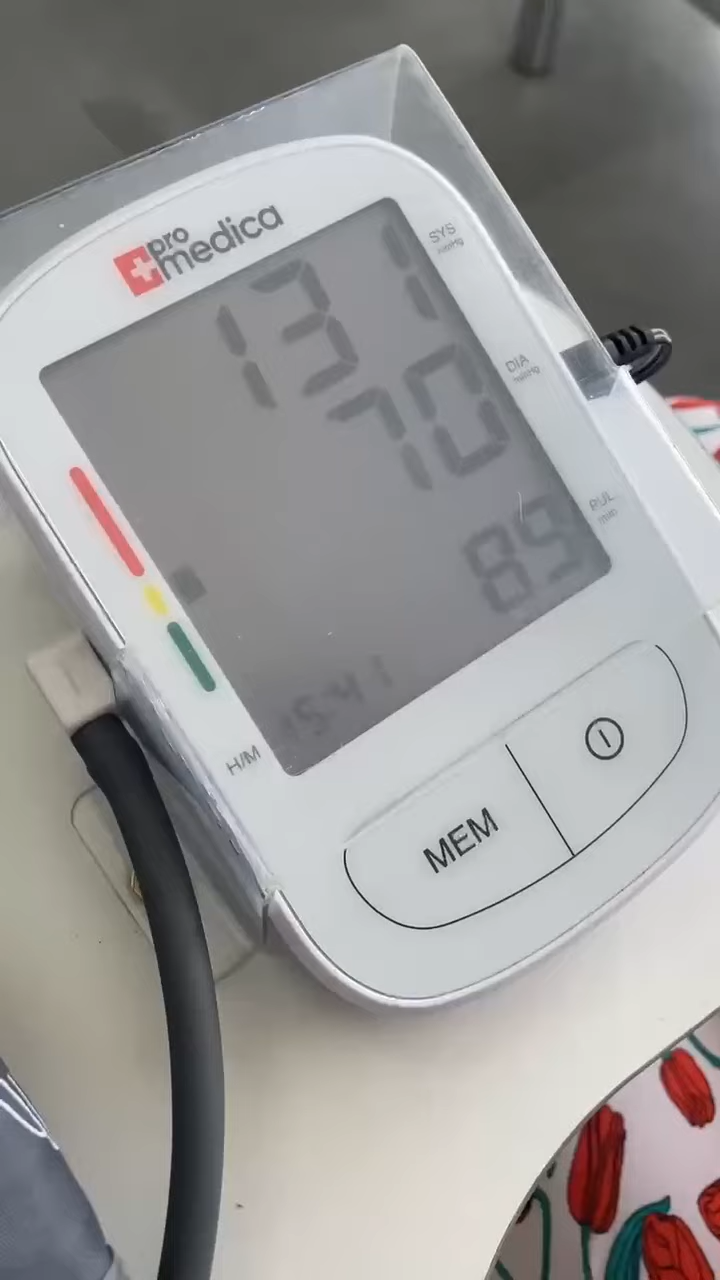 pro
medica
131
SYS
mmHg
70
DIA
mmHg
89
PUL
/min
15:41
H/M
MEM